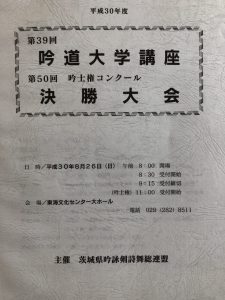 平成30年度
第39回
吟道大学講座
第50回 吟士権コンクール
決勝大会
日 時／平成30年8月26日(日) 午前 8:00 開場
8:30 受付開始
9:15 受付締切
(吟士権) 11:00 受付開始
会 場／東海文化センター大ホール
電話 029 (282) 8511
主催 茨城県吟詠剣詩舞総連盟